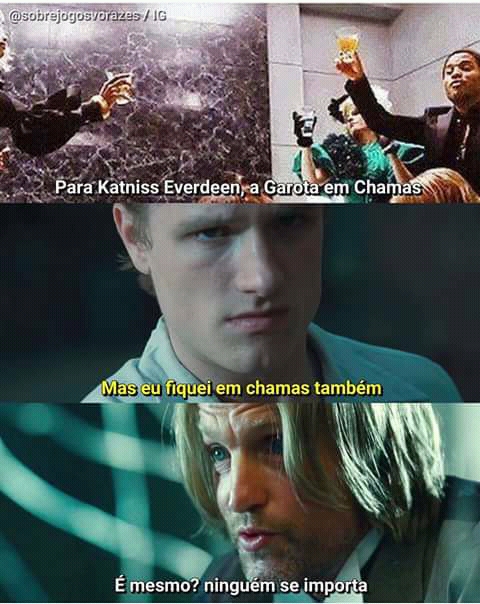 @sobrejogosvorazes / IG
Para Katniss Everdeen, a Garota em Chamas
Mas eu fiquei em chamas também
É mesmo? ninguém se importa